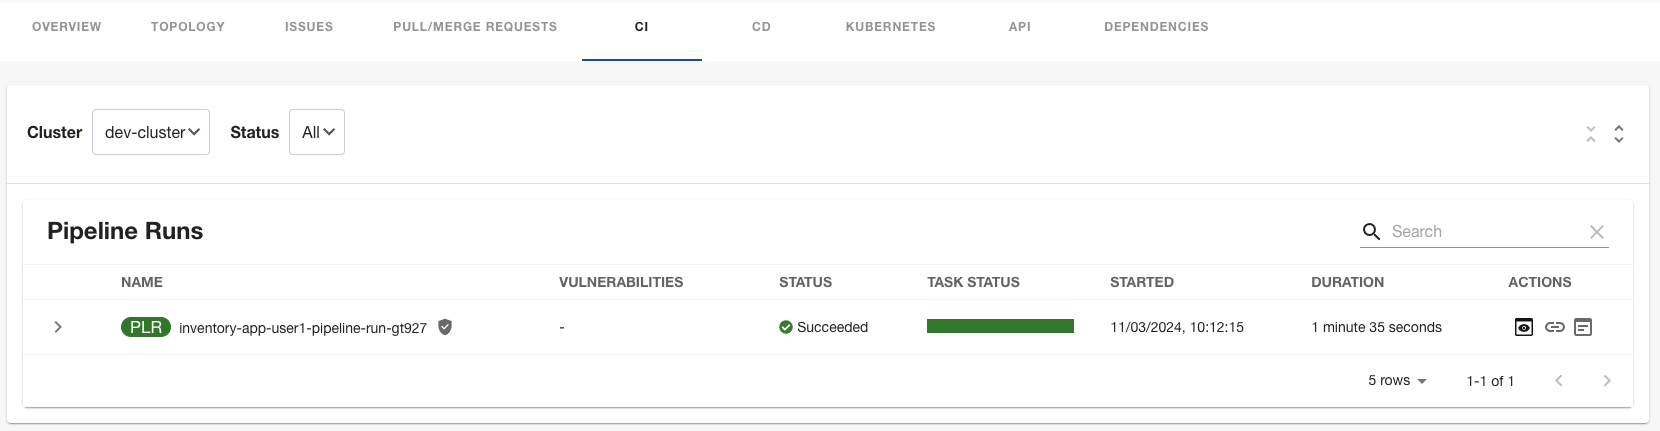 OVERVIEW TOPOLOGY ISSUES PULL/MERGE REQUESTS CI CD KUBERNETES API DEPENDENCIES
Cluster dev-cluster Status All
Pipeline Runs Search
NAME VULNERABILITIES STATUS TASK STATUS STARTED DURATION ACTIONS
PLR inventory-app-user1-pipeline-run-gt927 - Succeeded 11/03/2024, 10:12:15 1 minute 35 seconds
5 rows 1-1 of 1